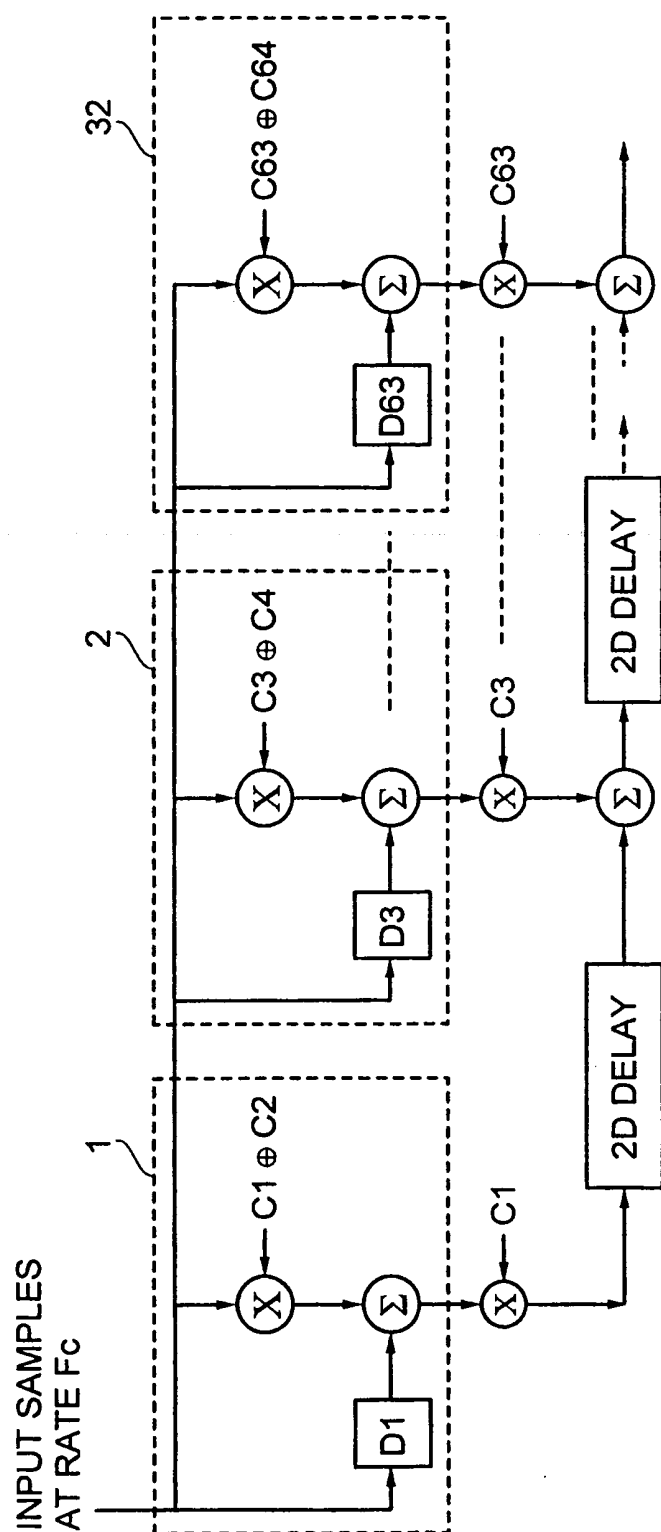 INPUT SAMPLES
AT RATE Fc
1
2
32
X
C1 ⊕ C2
X
C3 ⊕ C4
X
C63 ⊕ C64
D1
Σ
D3
Σ
D63
Σ
X
C1
X
C3
X
C63
2D DELAY
Σ
2D DELAY
Σ